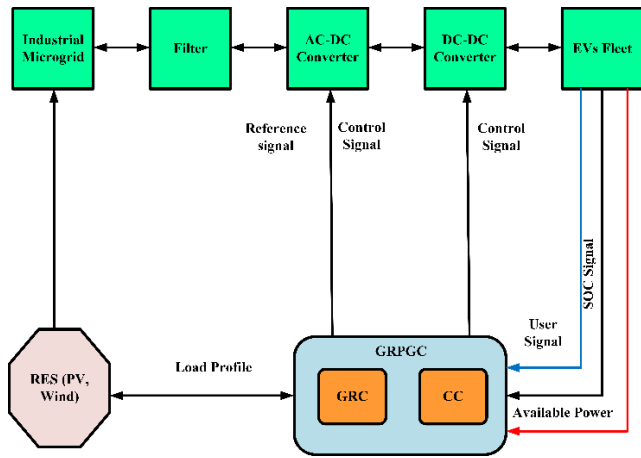 Industrial
Microgrid
Filter
AC-DC
Converter
DC-DC
Converter
EVs Fleet
Reference
signal
Control
Signal
Control
Signal
SOC Signal
User
Signal
GRPGC
RES (PV,
Wind)
Load Profile
GRC
CC
Available Power